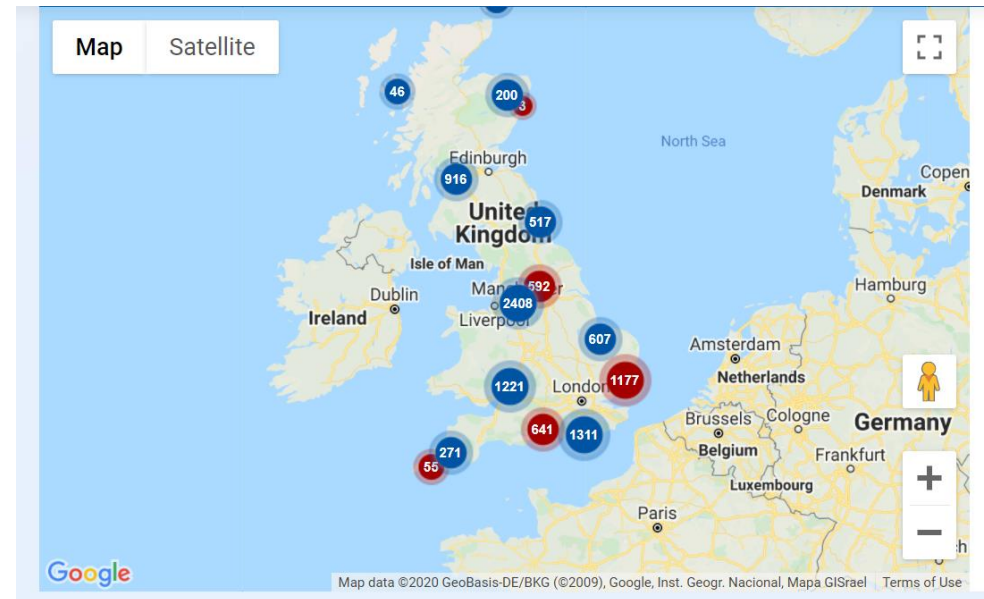 Map
Satellite
46
200
3
North Sea
Edinburgh
916
Copen
Denmark
United
Kingdom
517
Isle of Man
Hamburg
Dublin
Manchester
592
2408
Ireland
Liverpool
607
Amsterdam
Netherlands
1221
London
1177
Brussels
Cologne
Germany
641
1311
271
Belgium
Frankfurt
55
Luxembourg
Paris
Google
Map data ©2020 GeoBasis-DE/BKG (©2009), Google, Inst. Geogr. Nacional, Mapa GISrael
Terms of Use